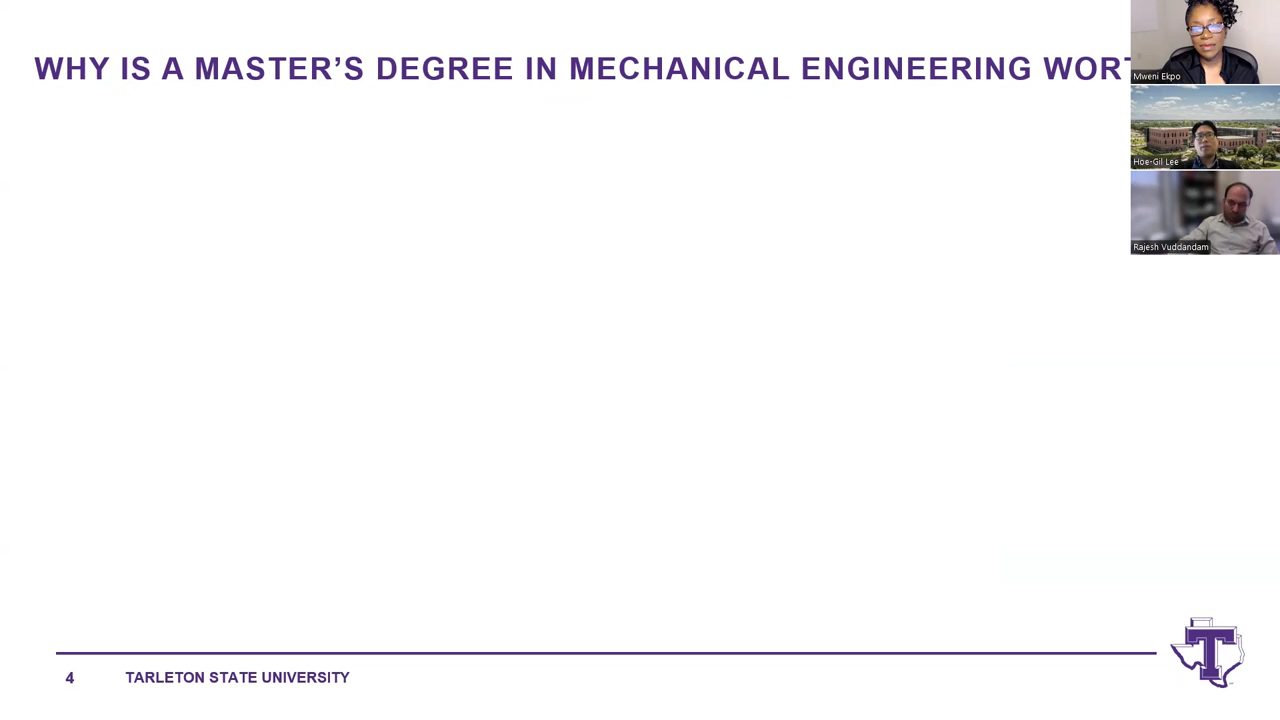 WHY IS A MASTER’S DEGREE IN MECHANICAL ENGINEERING WORT
Mweni Ekpo
Hoe-Gil Lee
Rajesh Vuddandam
4 TARLETON STATE UNIVERSITY
T